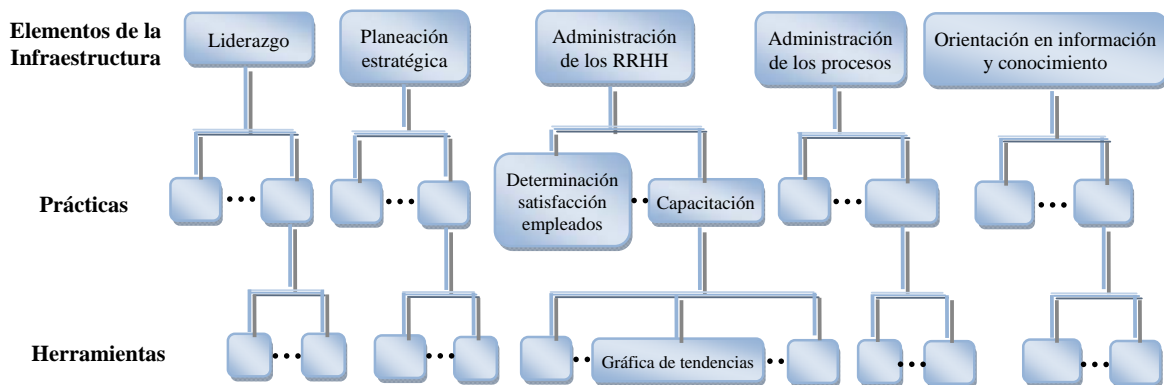 Elementos de la
Infraestructura
Liderazgo
Planeación
estratégica
Administración
de los RRHH
Administración
de los procesos
Orientación en información
y conocimiento
Prácticas
Determinación
satisfacción
empleados
Capacitación
Herramientas
Gráfica de tendencias